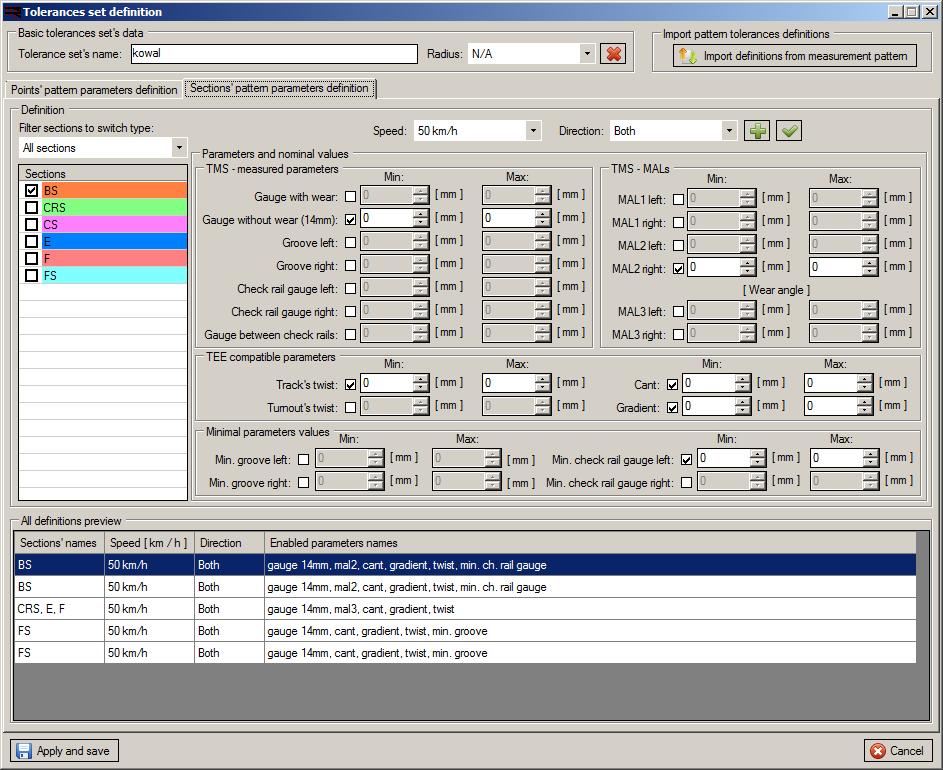 Tolerances set definition
Basic tolerances set's data
Tolerance set's name: kowal Radius: N/A
Import pattern tolerances definitions
Import definitions from measurement pattern
Points' pattern parameters definition Sections' pattern parameters definition
Definition
Filter sections to switch type:
All sections
Speed: 50 km/h Direction: Both
Sections
BS
CRS
CS
E
F
FS
Parameters and nominal values
TMS - measured parameters
Min: Max:
Gauge with wear: 0 [ mm ] 0 [ mm ]
Gauge without wear (14mm): 0 [ mm ] 0 [ mm ]
Groove left: 0 [ mm ] 0 [ mm ]
Groove right: 0 [ mm ] 0 [ mm ]
Check rail gauge left: 0 [ mm ] 0 [ mm ]
Check rail gauge right: 0 [ mm ] 0 [ mm ]
Gauge between check rails: 0 [ mm ] 0 [ mm ]
TMS - MALs
Min: Max:
MAL1 left: 0 [ mm ] 0 [ mm ]
MAL1 right: 0 [ mm ] 0 [ mm ]
MAL2 left: 0 [ mm ] 0 [ mm ]
MAL2 right: 0 [ mm ] 0 [ mm ]
[ Wear angle ]
MAL3 left: 0 [ mm ] 0 [ mm ]
MAL3 right: 0 [ mm ] 0 [ mm ]
TEE compatible parameters
Min: Max: Min: Max:
Track's twist: 0 [ mm ] 0 [ mm ] Cant: 0 [ mm ] 0 [ mm ]
Turnout's twist: 0 [ mm ] 0 [ mm ] Gradient: 0 [ mm ] 0 [ mm ]
Minimal parameters values
Min: Max: Min: Max:
Min. groove left: 0 [ mm ] 0 [ mm ] Min. check rail gauge left: 0 [ mm ] 0 [ mm ]
Min. groove right: 0 [ mm ] 0 [ mm ] Min. check rail gauge right: 0 [ mm ] 0 [ mm ]
All definitions preview
Sections' names Speed [ km / h ] Direction Enabled parameters names
BS 50 km/h Both gauge 14mm, mal2, cant, gradient, twist, min. ch. rail gauge
BS 50 km/h Both gauge 14mm, mal2, cant, gradient, twist, min. ch. rail gauge
CRS, E, F 50 km/h Both gauge 14mm, mal3, cant, gradient, twist
FS 50 km/h Both gauge 14mm, cant, gradient, twist, min. groove
FS 50 km/h Both gauge 14mm, cant, gradient, twist, min. groove
Apply and save Cancel